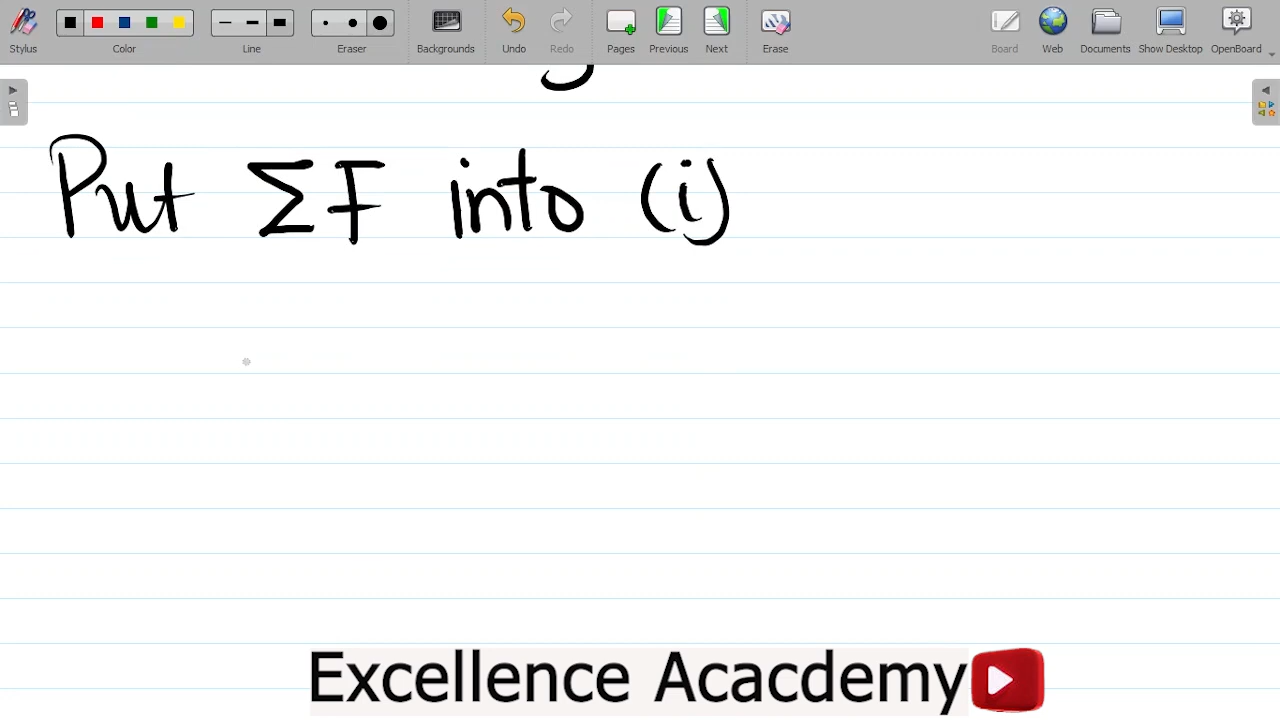 Stylus Color Line Eraser Backgrounds Undo Redo Pages Previous Next Erase Board Web Documents Show Desktop OpenBoard
Put ΣF into (i)
Excellence Acacdemy